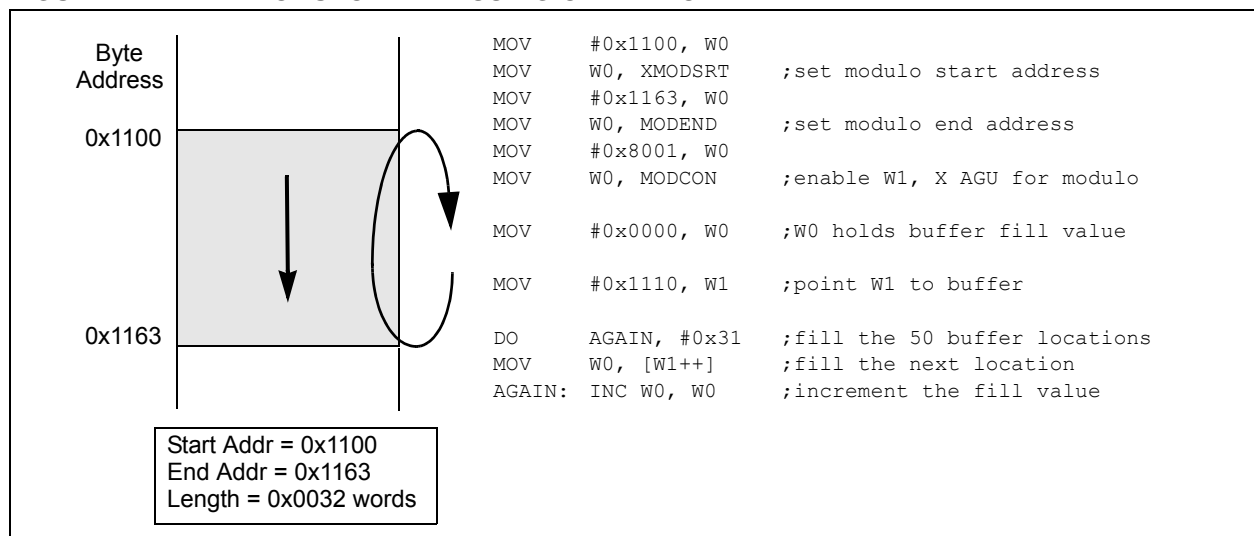 Byte
Address
0x1100
0x1163
MOV #0x1100, W0
MOV W0, XMODSRT ;set modulo start address
MOV #0x1163, W0
MOV W0, MODEND ;set modulo end address
MOV #0x8001, W0
MOV W0, MODCON ;enable W1, X AGU for modulo
MOV #0x0000, W0 ;W0 holds buffer fill value
MOV #0x1110, W1 ;point W1 to buffer
DO AGAIN, #0x31 ;fill the 50 buffer locations
MOV W0, [W1++] ;fill the next location
AGAIN: INC W0, W0 ;increment the fill value
Start Addr = 0x1100
End Addr = 0x1163
Length = 0x0032 words